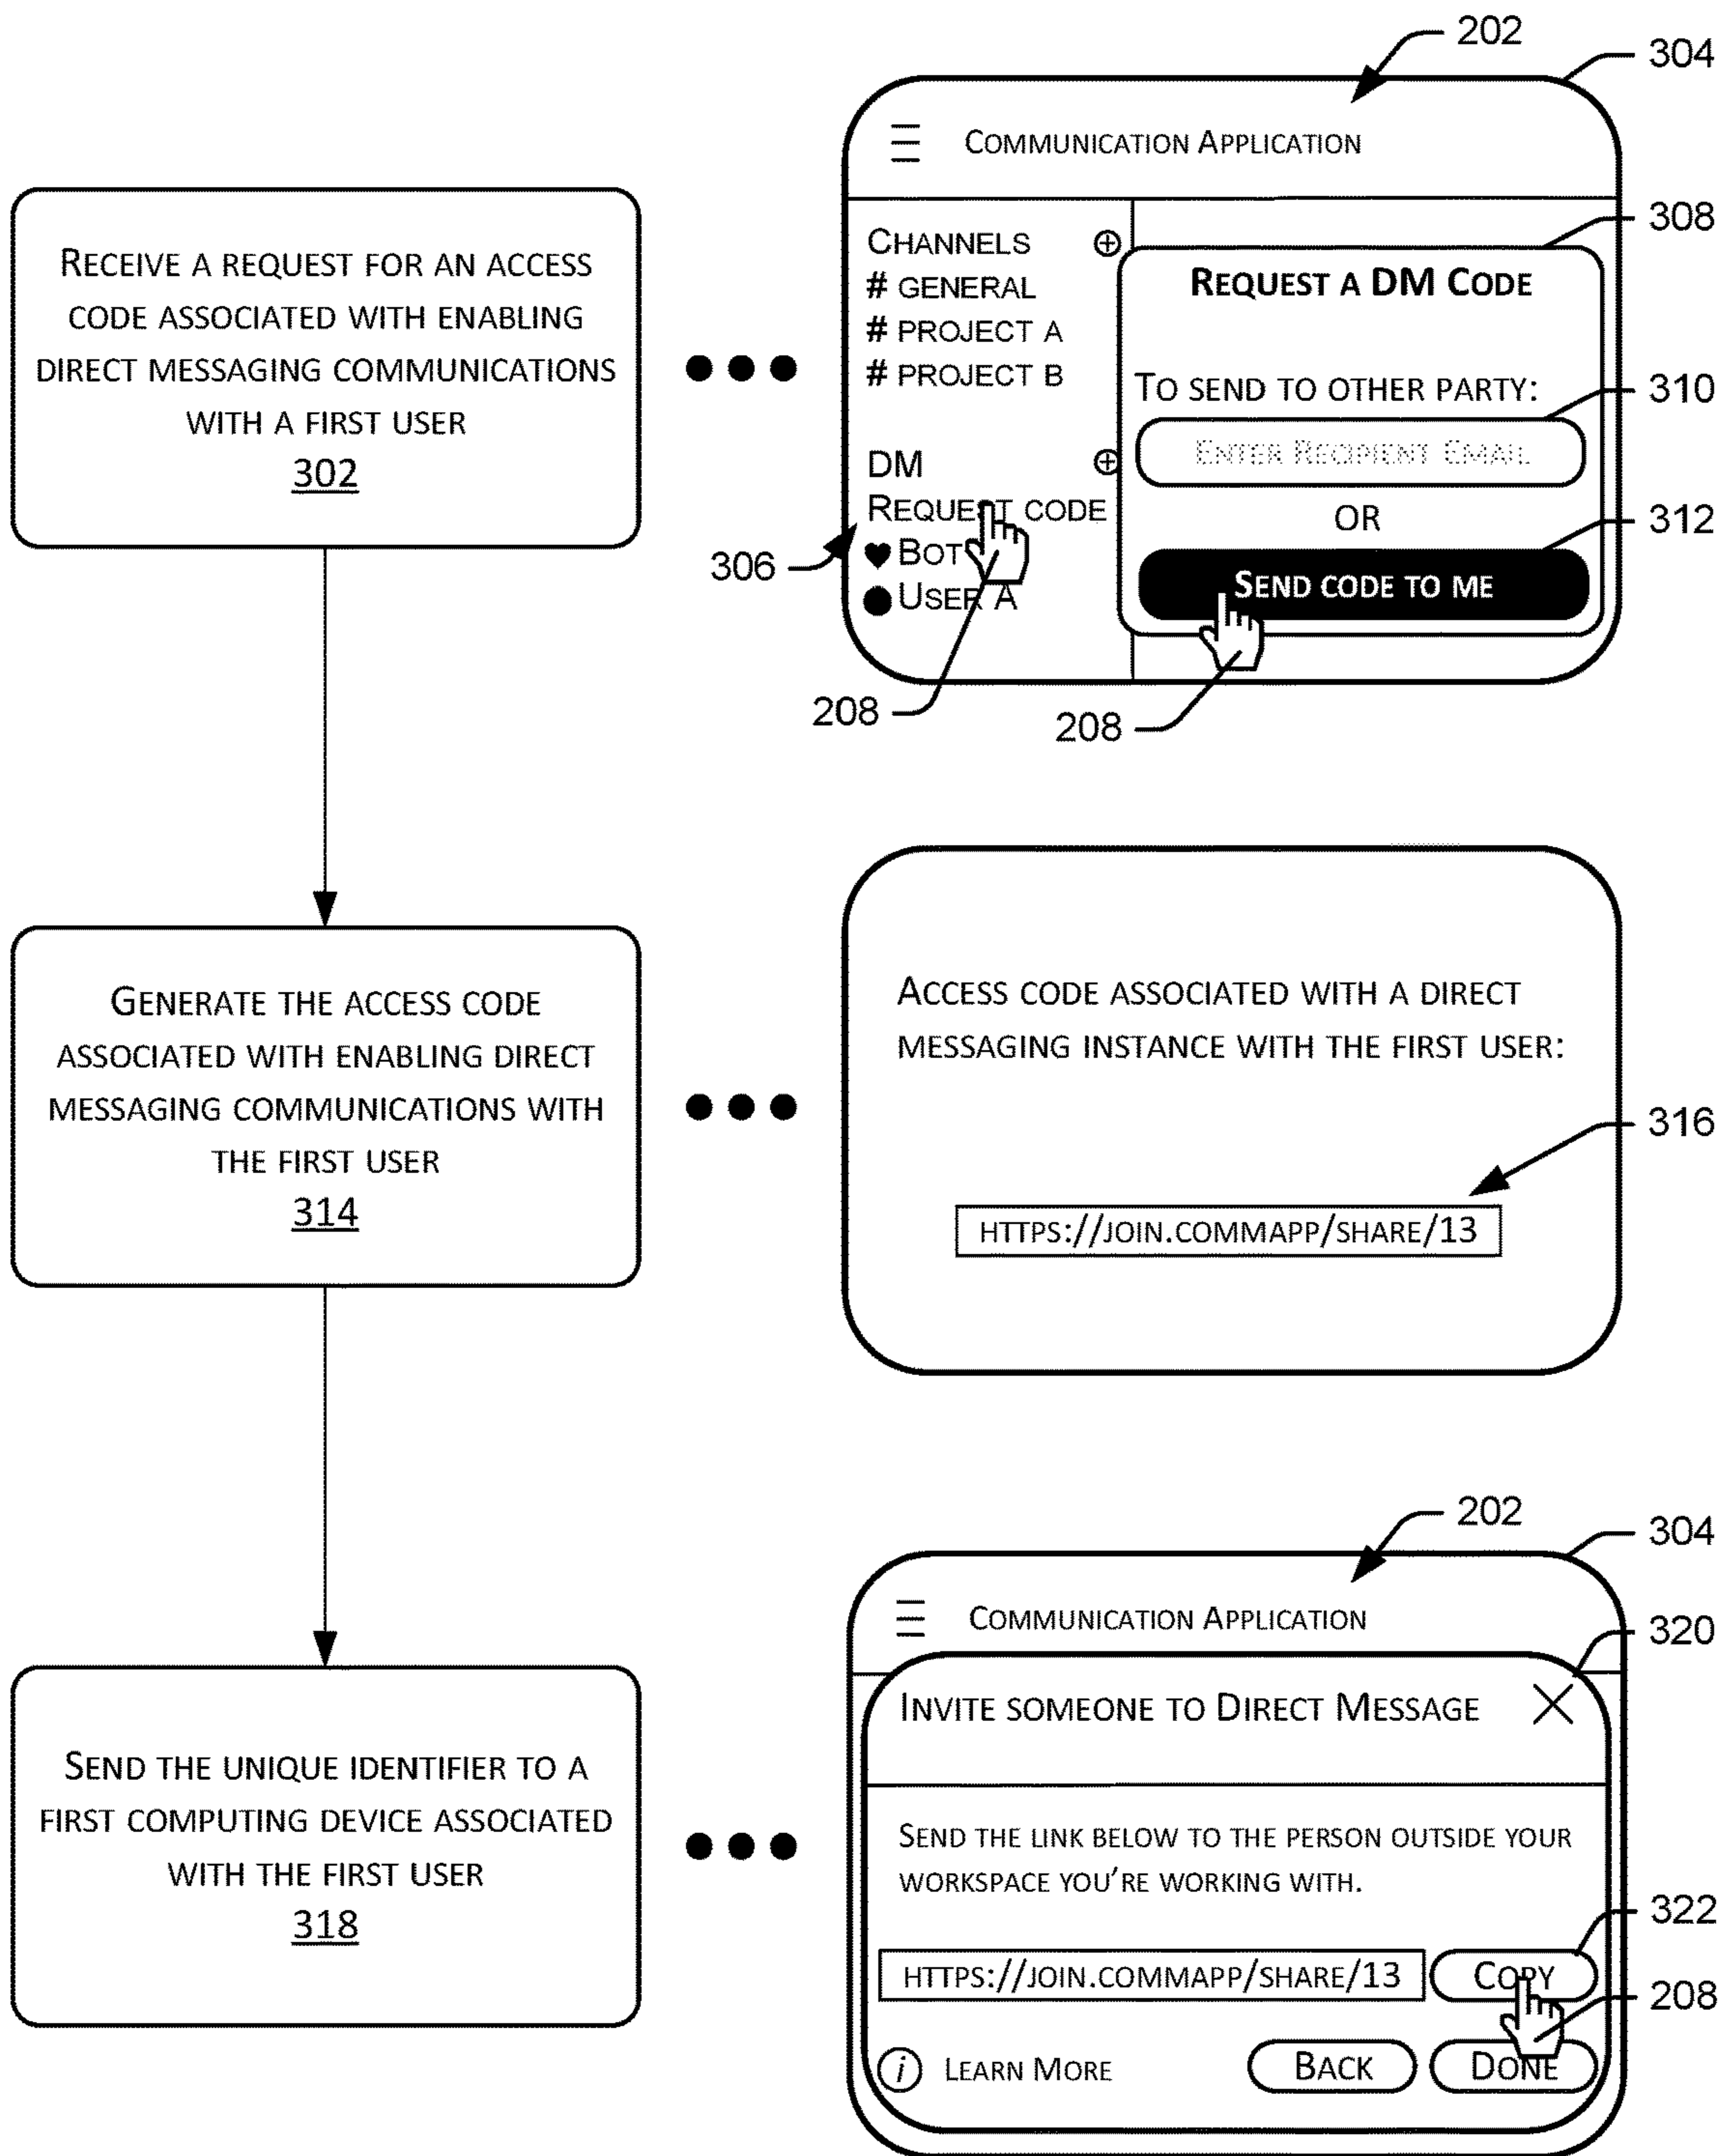 202
304
COMMUNICATION APPLICATION
RECEIVE A REQUEST FOR AN ACCESS
CODE ASSOCIATED WITH ENABLING
DIRECT MESSAGING COMMUNICATIONS
WITH A FIRST USER
302
CHANNELS
# GENERAL
# PROJECT A
# PROJECT B
DM
REQUEST CODE
BOT
USER A
306
208
208
308
REQUEST A DM CODE
TO SEND TO OTHER PARTY:
310
ENTER RECIPIENT EMAIL
OR
312
SEND CODE TO ME
GENERATE THE ACCESS CODE
ASSOCIATED WITH ENABLING DIRECT
MESSAGING COMMUNICATIONS WITH
THE FIRST USER
314
ACCESS CODE ASSOCIATED WITH A DIRECT
MESSAGING INSTANCE WITH THE FIRST USER:
316
HTTPS://JOIN.COMMAPP/SHARE/13
SEND THE UNIQUE IDENTIFIER TO A
FIRST COMPUTING DEVICE ASSOCIATED
WITH THE FIRST USER
318
202
304
COMMUNICATION APPLICATION
320
INVITE SOMEONE TO DIRECT MESSAGE
SEND THE LINK BELOW TO THE PERSON OUTSIDE YOUR
WORKSPACE YOU'RE WORKING WITH.
322
HTTPS://JOIN.COMMAPP/SHARE/13 COPY
208
i LEARN MORE BACK DONE